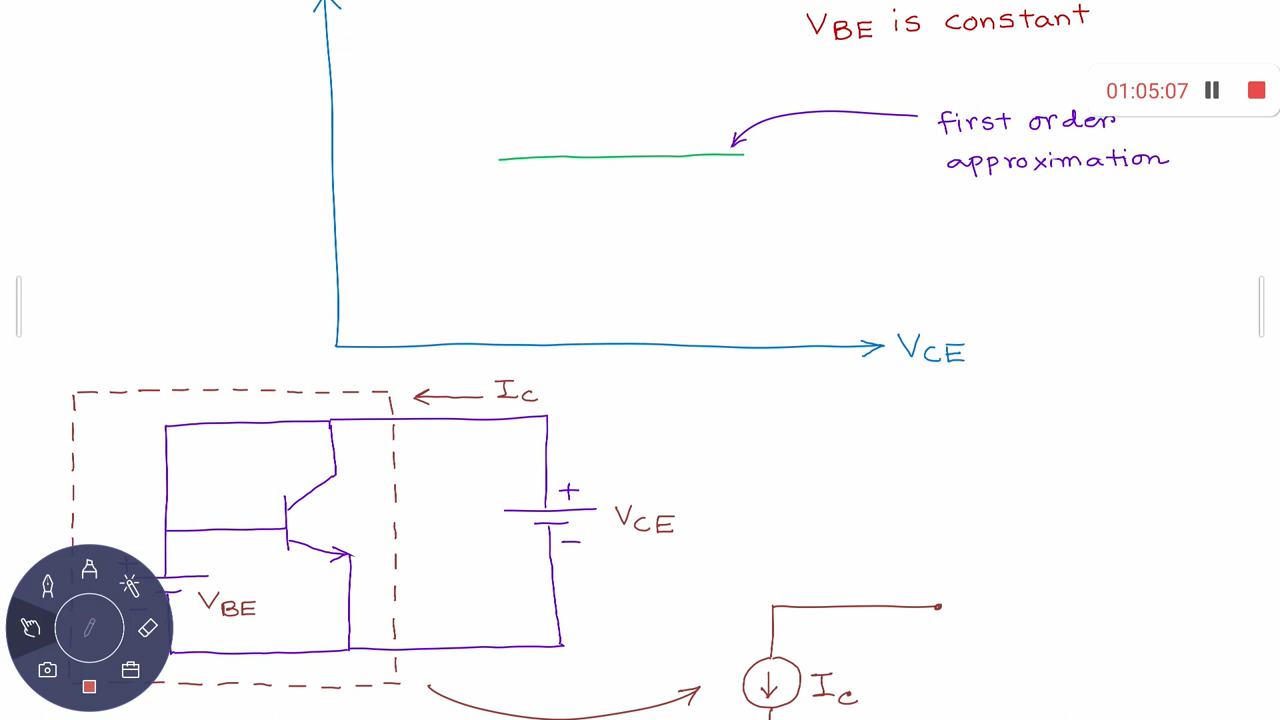 VBE is constant
01:05:07
first order
approximation
VCE
Ic
+
VCE
−
VBE
Ic